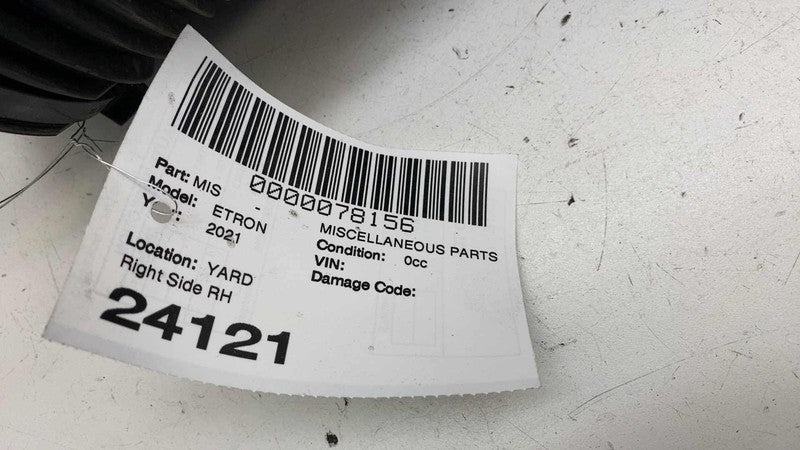 0000078156
Part: MIS MISCELLANEOUS PARTS
Model: ETRON Condition: 0cc
2021 VIN:
Location: YARD Damage Code:
Right Side RH
24121